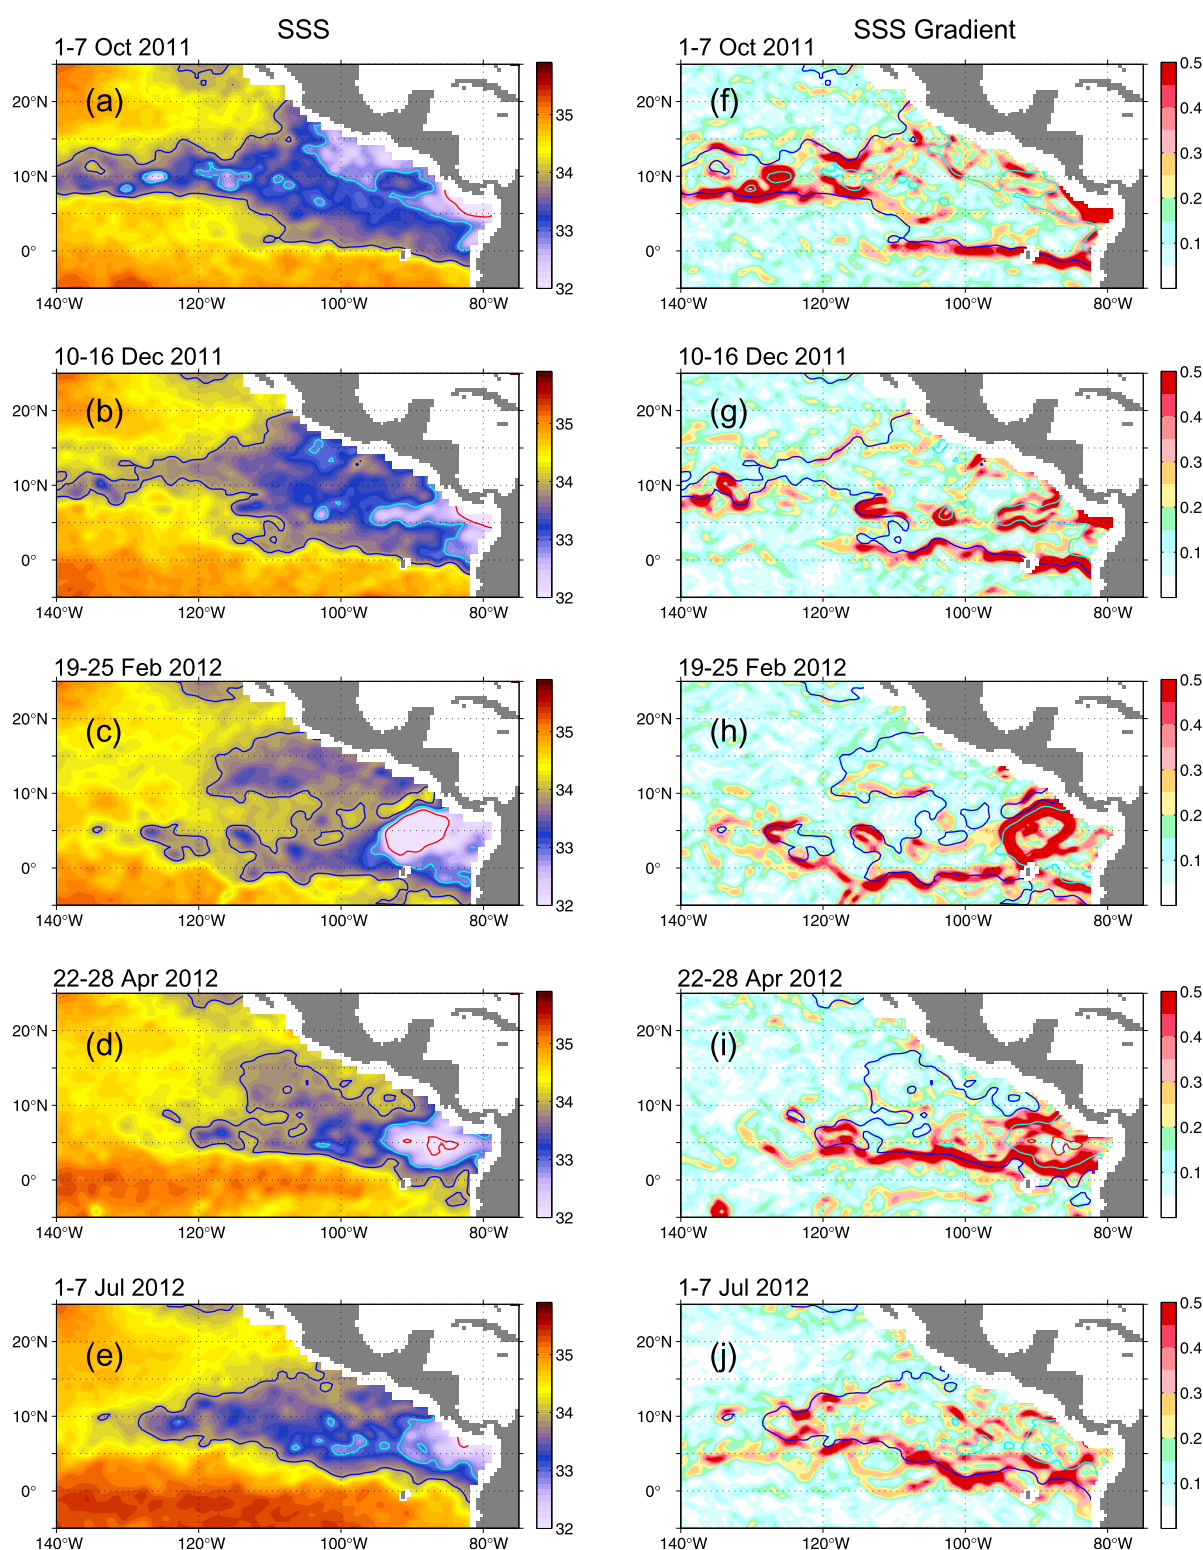 SSS
SSS Gradient
1-7 Oct 2011
1-7 Oct 2011
(a)
(f)
20°N
10°N
0°
140°W 120°W 100°W 80°W
35
34
33
32
20°N
10°N
0°
140°W 120°W 100°W 80°W
0.5
0.4
0.3
0.2
0.1
10-16 Dec 2011
10-16 Dec 2011
(b)
(g)
20°N
10°N
0°
140°W 120°W 100°W 80°W
35
34
33
32
20°N
10°N
0°
140°W 120°W 100°W 80°W
0.5
0.4
0.3
0.2
0.1
19-25 Feb 2012
19-25 Feb 2012
(c)
(h)
20°N
10°N
0°
140°W 120°W 100°W 80°W
35
34
33
32
20°N
10°N
0°
140°W 120°W 100°W 80°W
0.5
0.4
0.3
0.2
0.1
22-28 Apr 2012
22-28 Apr 2012
(d)
(i)
20°N
10°N
0°
140°W 120°W 100°W 80°W
35
34
33
32
20°N
10°N
0°
140°W 120°W 100°W 80°W
0.5
0.4
0.3
0.2
0.1
1-7 Jul 2012
1-7 Jul 2012
(e)
(j)
20°N
10°N
0°
140°W 120°W 100°W 80°W
35
34
33
32
20°N
10°N
0°
140°W 120°W 100°W 80°W
0.5
0.4
0.3
0.2
0.1